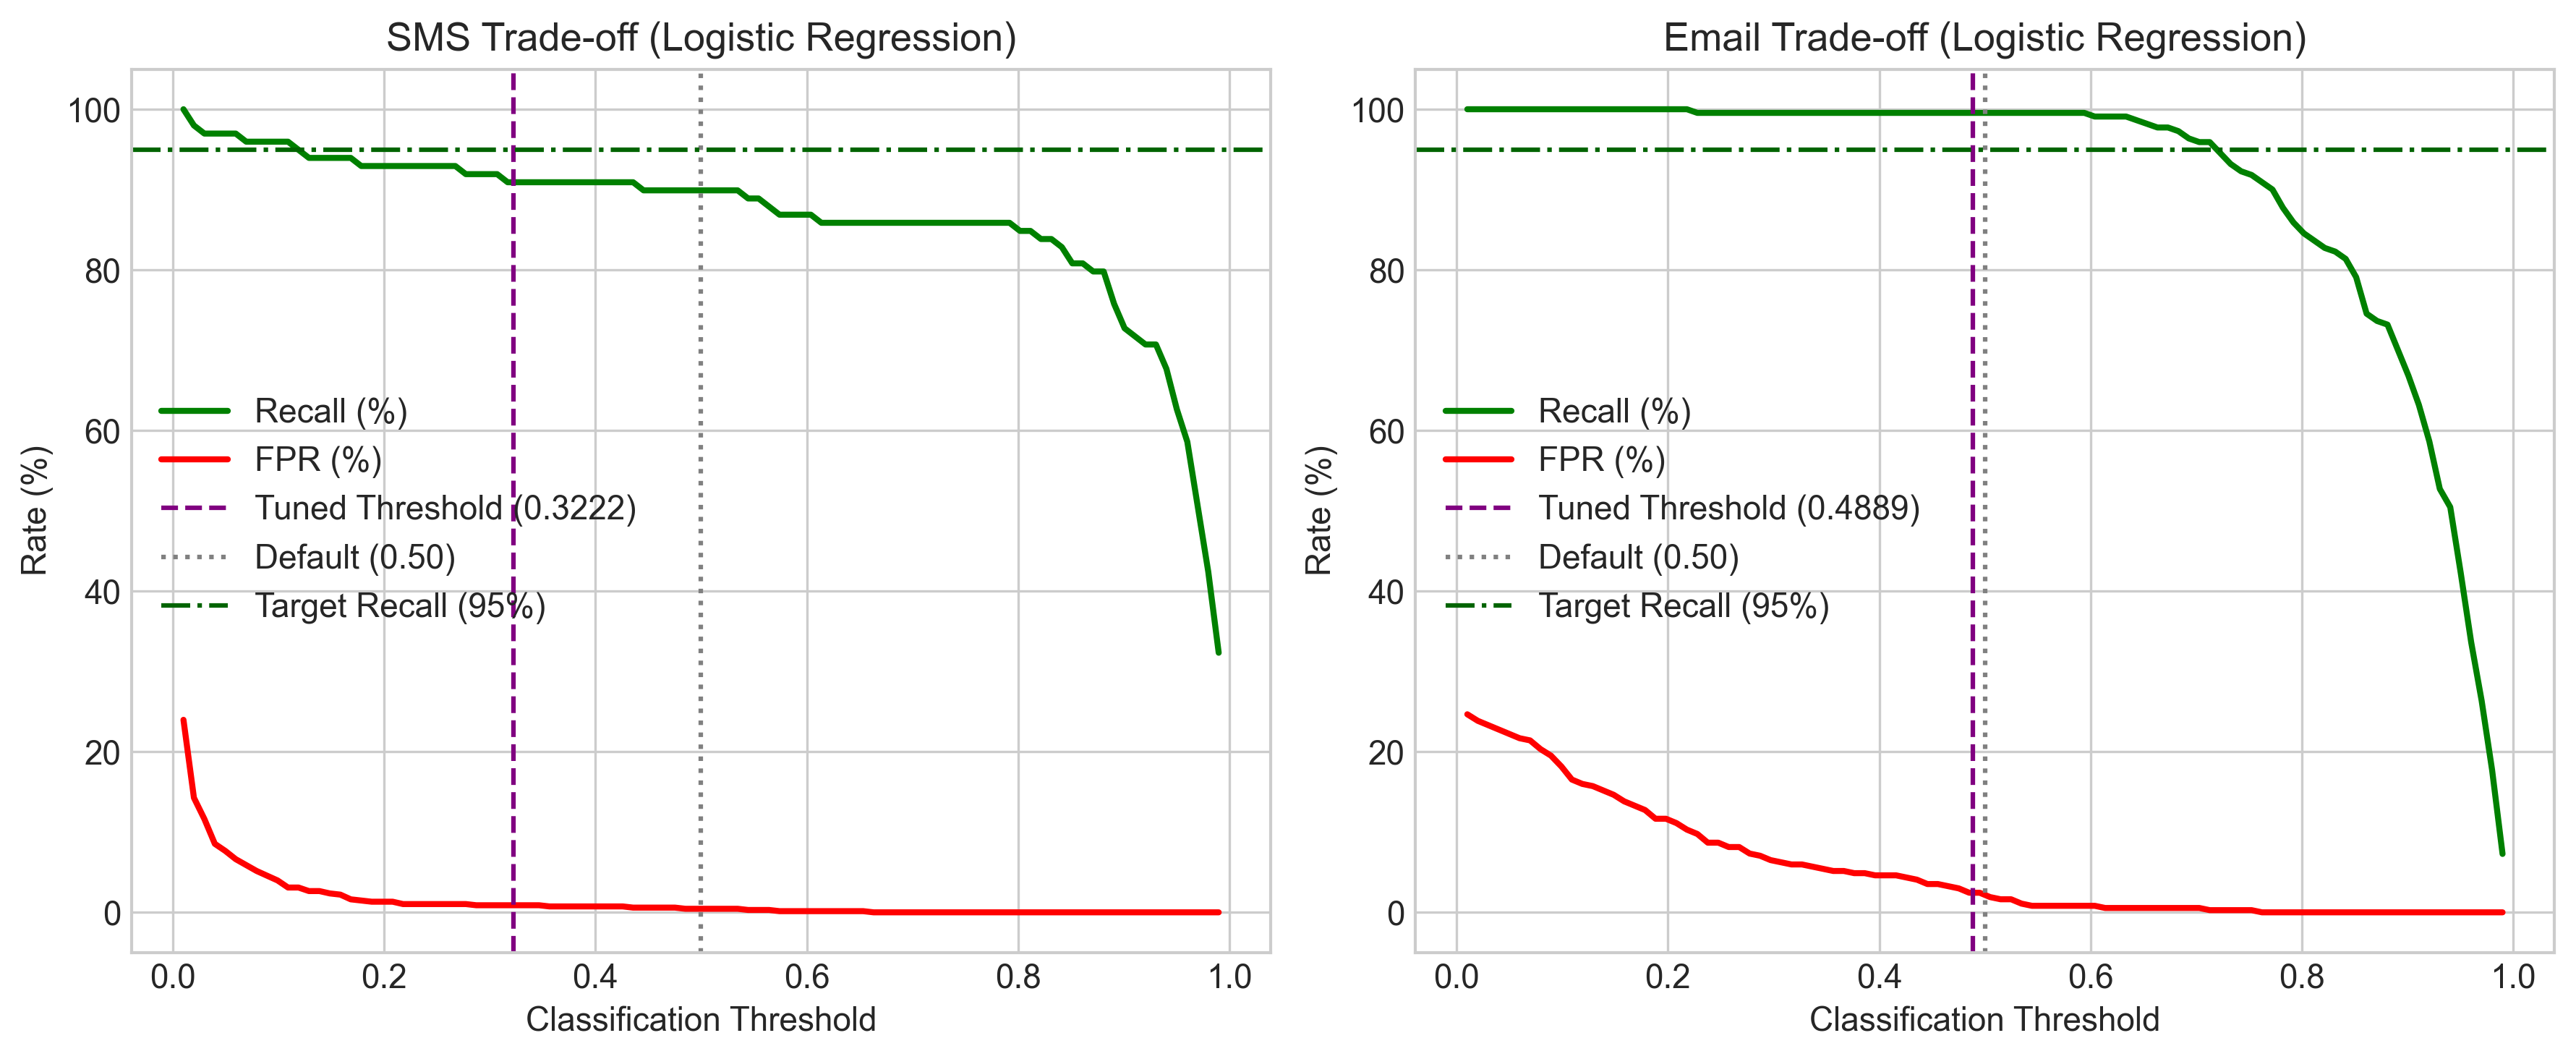 SMS Trade-off (Logistic Regression)
100
80
60
40
20
0
Rate (%)
Recall (%)
FPR (%)
Tuned Threshold (0.3222)
Default (0.50)
Target Recall (95%)
0.0 0.2 0.4 0.6 0.8 1.0
Classification Threshold
Email Trade-off (Logistic Regression)
100
80
60
40
20
0
Rate (%)
Recall (%)
FPR (%)
Tuned Threshold (0.4889)
Default (0.50)
Target Recall (95%)
0.0 0.2 0.4 0.6 0.8 1.0
Classification Threshold